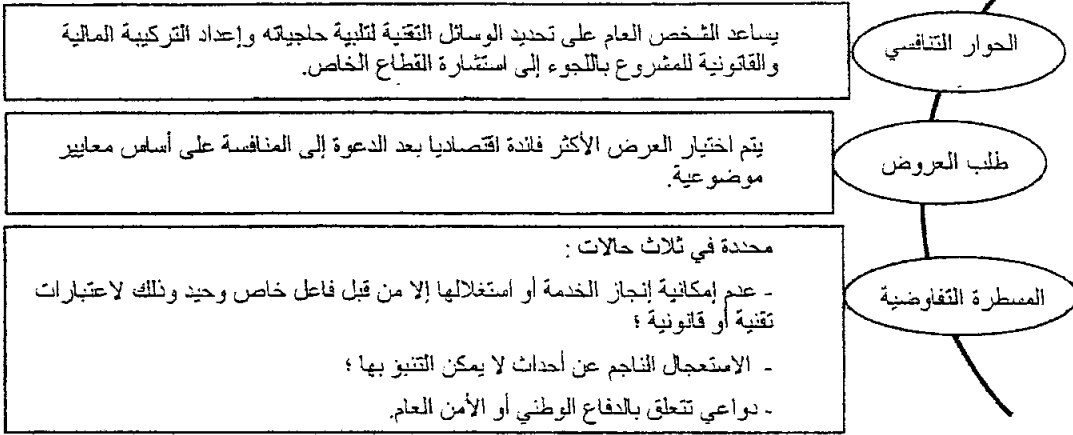 الحوار التنافسي
يساعد الشخص العام على تحديد الوسائل التقنية لتلبية حاجياته وإعداد التركيبة المالية
والقانونية للمشروع باللجوء إلى استشارة القطاع الخاص.
طلب العروض
يتم اختيار العرض الأكثر فائدة اقتصاديا بعد الدعوة إلى المنافسة على أساس معايير
موضوعية.
المسطرة التفاوضية
محددة في ثلاث حالات :
- عدم إمكانية إنجاز الخدمة أو استغلالها إلا من قبل فاعل خاص وحيد وذلك لاعتبارات
تقنية أو قانونية ؛
- الاستعجال الناجم عن أحداث لا يمكن التنبؤ بها ؛
- دواعي تتعلق بالدفاع الوطني أو الأمن العام.